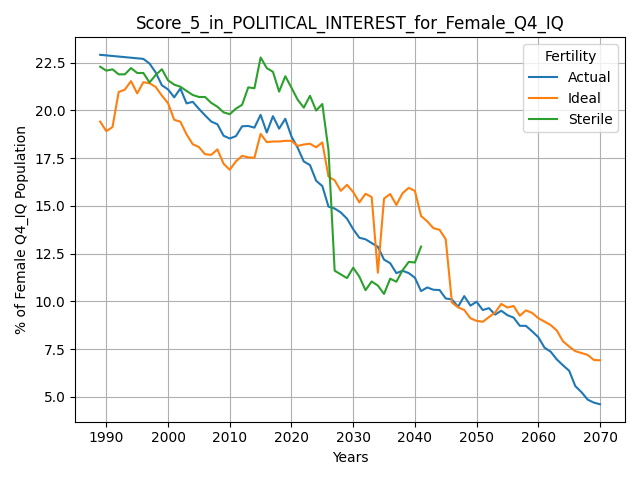 Score_5_in_POLITICAL_INTEREST_for_Female_Q4_IQ
Fertility
Actual
Ideal
Sterile
% of Female Q4_IQ Population
22.5
20.0
17.5
15.0
12.5
10.0
7.5
5.0
1990 2000 2010 2020 2030 2040 2050 2060 2070
Years